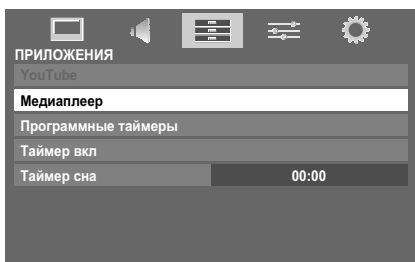 ПРИЛОЖЕНИЯ
YouTube
Медиаплеер
Программные таймеры
Таймер вкл
Таймер сна 00:00